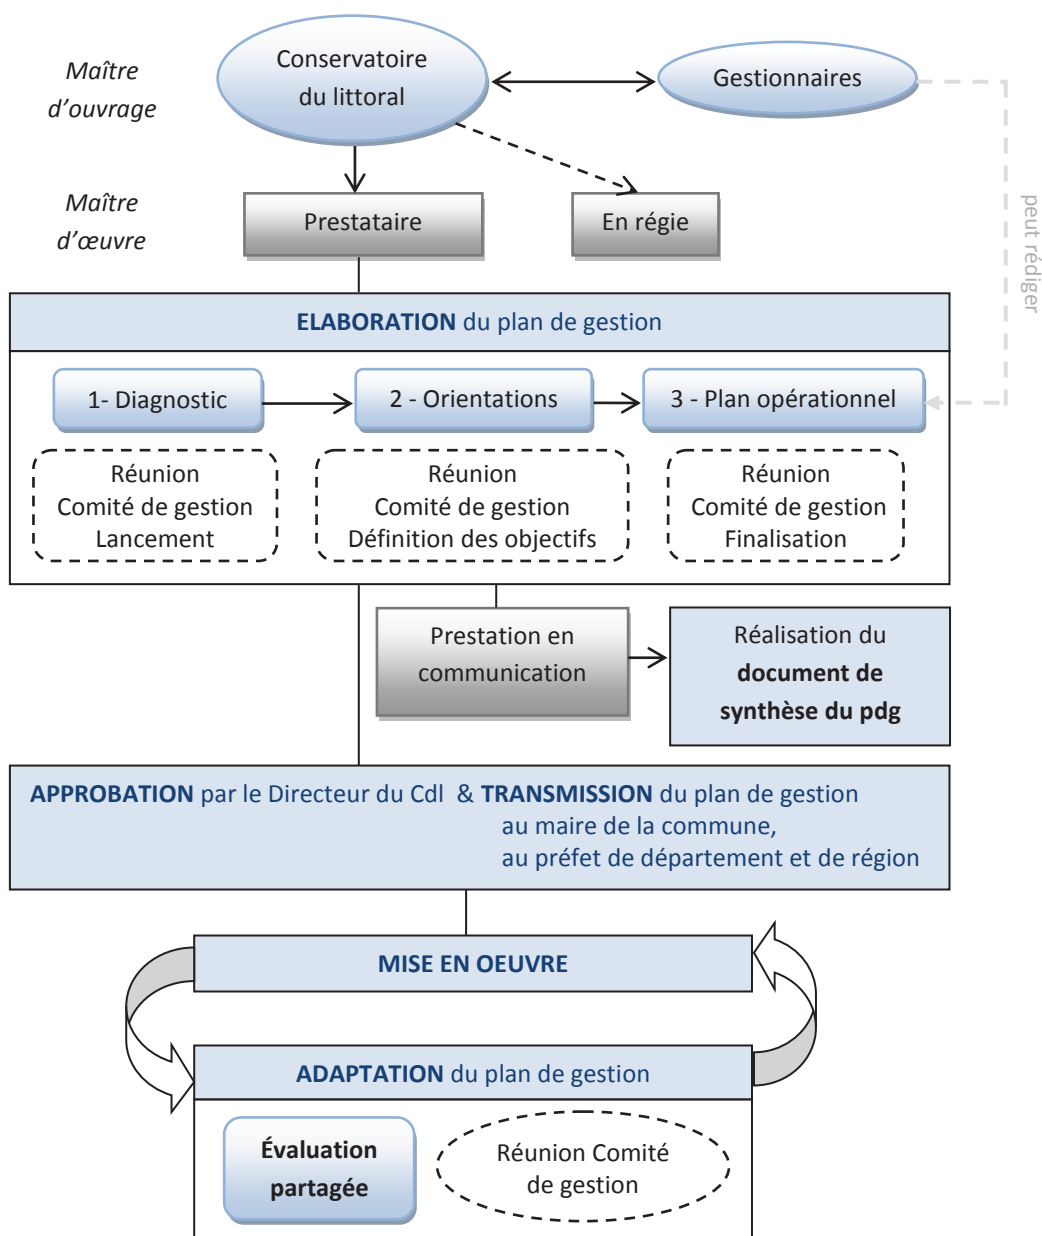 Maître
d'ouvrage
Conservatoire
du littoral
Gestionnaires
Maître
d'œuvre
Prestataire
En régie
peut rédiger
ELABORATION du plan de gestion
1- Diagnostic
2 - Orientations
3 - Plan opérationnel
Réunion
Comité de gestion
Lancement
Réunion
Comité de gestion
Définition des objectifs
Réunion
Comité de gestion
Finalisation
Prestation en
communication
Réalisation du
document de
synthèse du pdg
APPROBATION par le Directeur du Cdl & TRANSMISSION du plan de gestion
au maire de la commune,
au préfet de département et de région
MISE EN OEUVRE
ADAPTATION du plan de gestion
Évaluation
partagée
Réunion Comité
de gestion